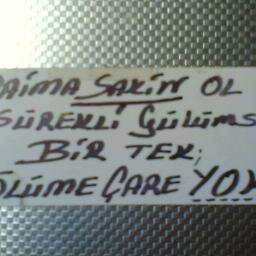 DAİMA SAKİN OL
SÜREKLİ GÜLÜMS
BİR TEK;
ÖLÜME ÇARE YOK